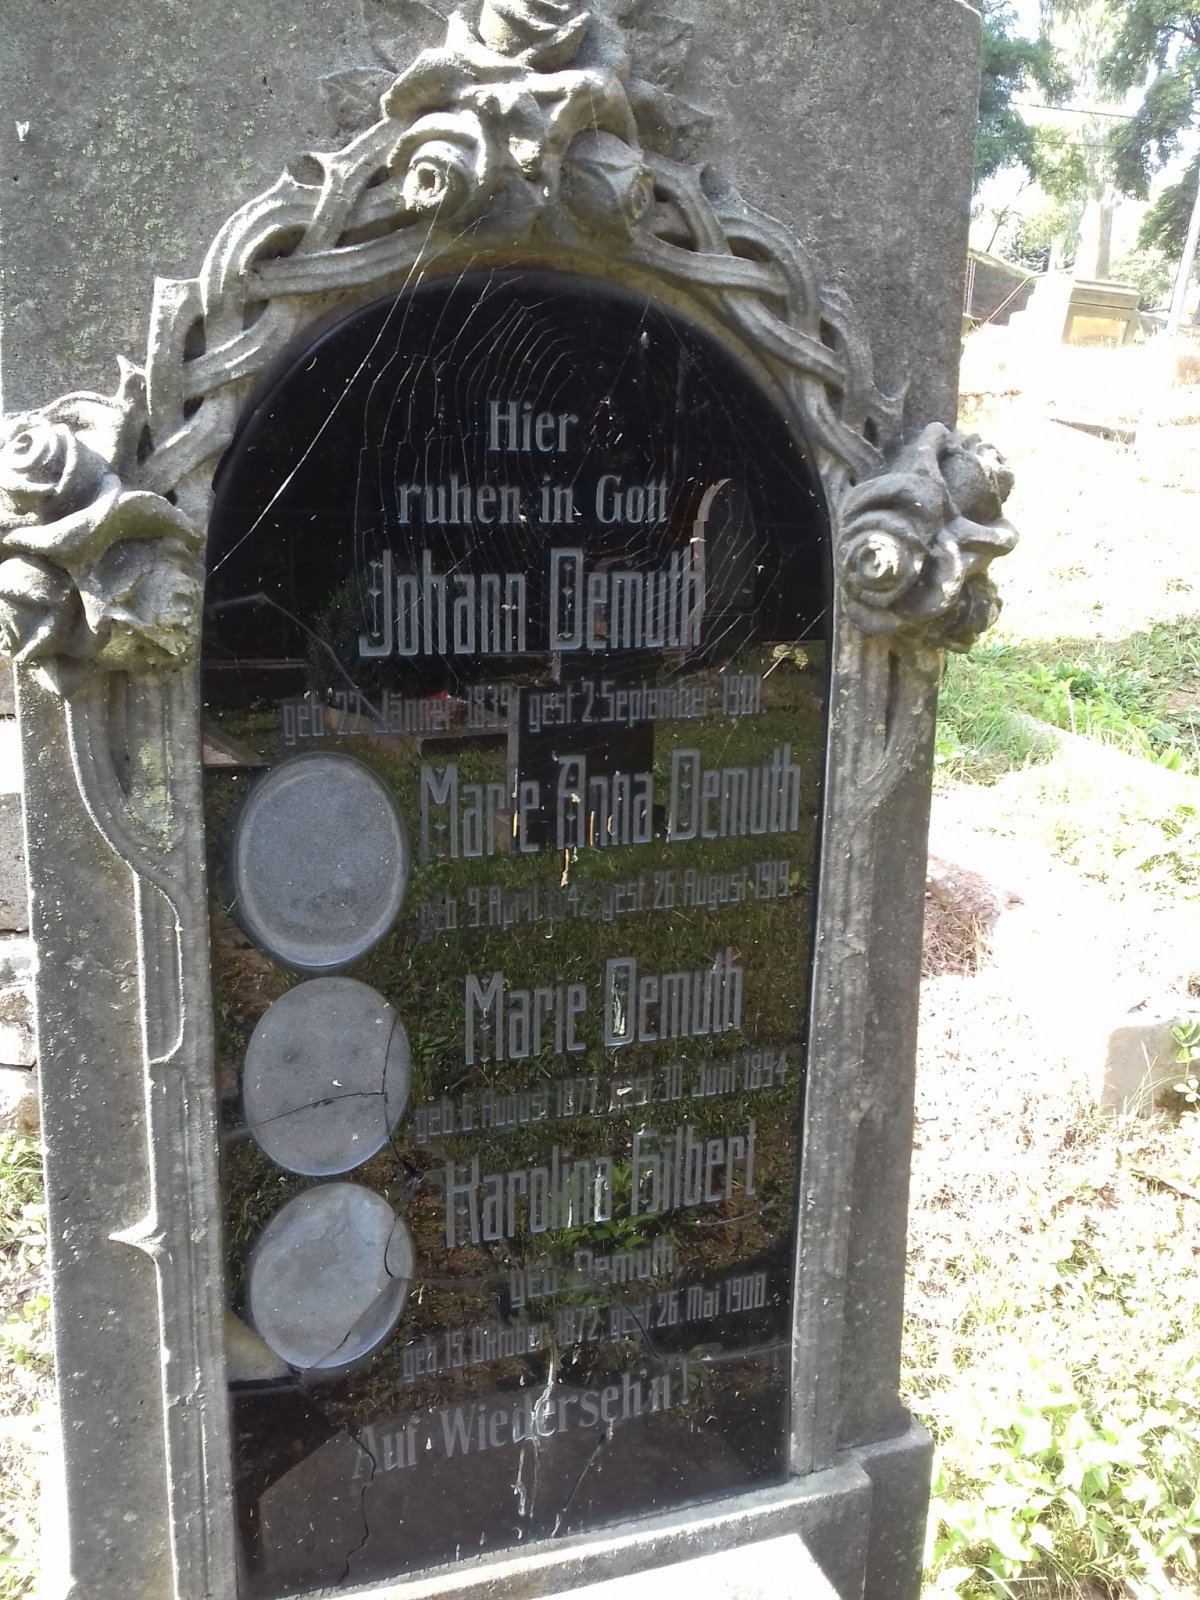 Hier
ruhen in Gott
Johann Demuth
geb. 22. Jänner 1839, gest. 2. September 1901.
Marie Anna Demuth
geb. 9. April 1842, gest. 26. August 1919.
Marie Demuth
geb. 6. August 1877, gest. 30. Juni 1894
Karolina Hilbert
geb. Demuth,
geb. 15. Oktober 1872, gest. 26. Mai 1900.
Auf Wiedersehn!